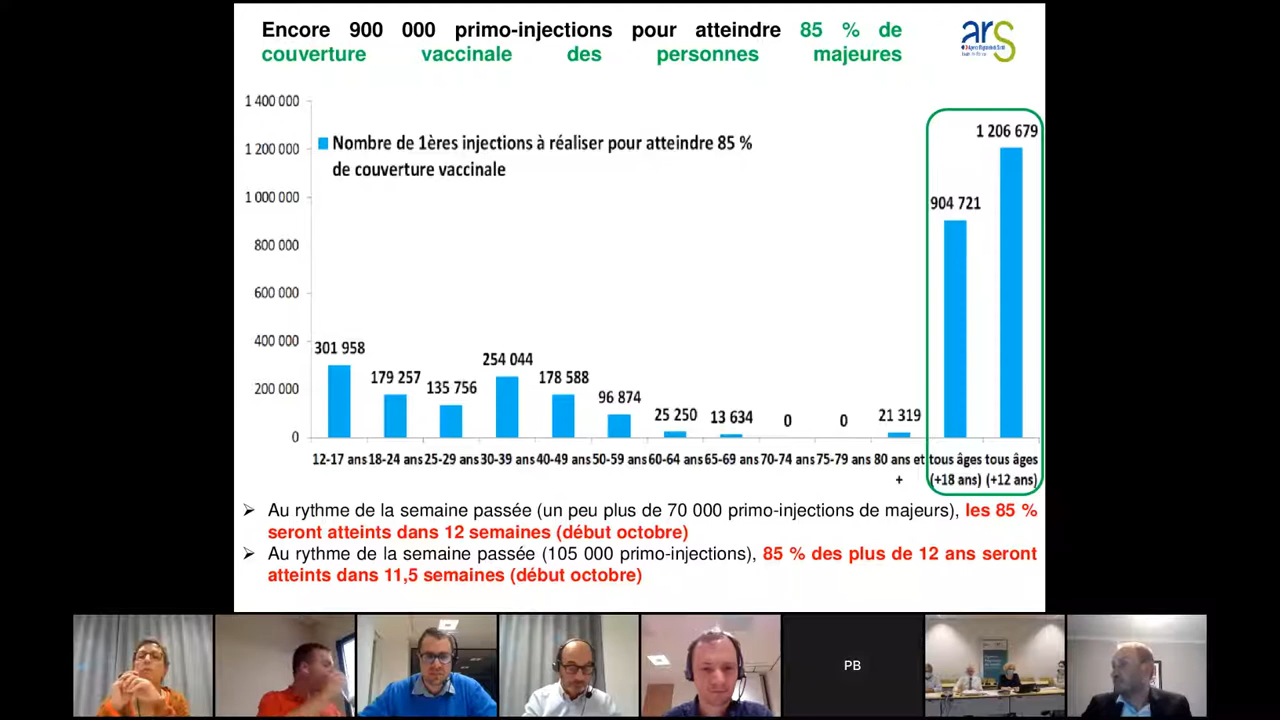 Encore 900 000 primo-injections pour atteindre 85 % de
couverture vaccinale des personnes majeures
ars
1 400 000
1 200 000
1 000 000
800 000
600 000
400 000
200 000
0
Nombre de 1ères injections à réaliser pour atteindre 85 %
de couverture vaccinale
301 958
179 257
135 756
254 044
178 588
96 874
25 250
13 634
0
0
21 319
904 721
1 206 679
12-17 ans 18-24 ans 25-29 ans 30-39 ans 40-49 ans 50-59 ans 60-64 ans 65-69 ans 70-74 ans 75-79 ans 80 ans et tous âges tous âges
+ (+18 ans) (+12 ans)
➢ Au rythme de la semaine passée (un peu plus de 70 000 primo-injections de majeurs), les 85 %
seront atteints dans 12 semaines (début octobre)
➢ Au rythme de la semaine passée (105 000 primo-injections), 85 % des plus de 12 ans seront
atteints dans 11,5 semaines (début octobre)
PB